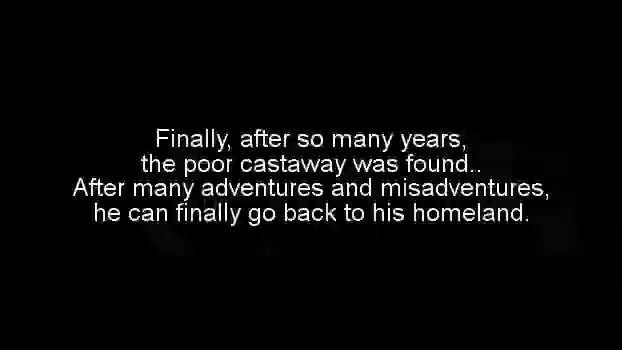 Finally, after so many years,
the poor castaway was found..
After many adventures and misadventures,
he can finally go back to his homeland.